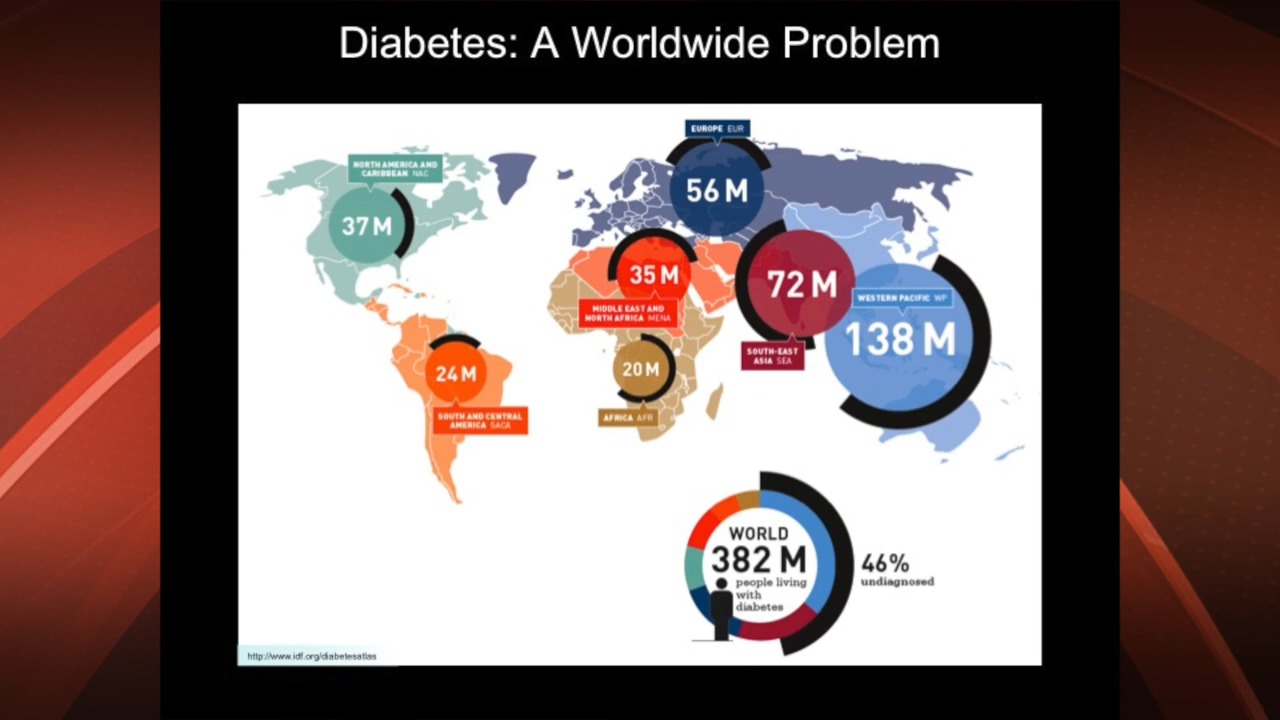 Diabetes: A Worldwide Problem
EUROPE EUR
56 M
NORTH AMERICA AND
CARIBBEAN NAC
37 M
35 M
MIDDLE EAST AND
NORTH AFRICA MENA
72 M
SOUTH-EAST
ASIA SEA
WESTERN PACIFIC WP
138 M
24 M
SOUTH AND CENTRAL
AMERICA SACA
20 M
AFRICA AFR
WORLD
382 M
people living
with
diabetes
46%
undiagnosed
http://www.idf.org/diabetesatlas